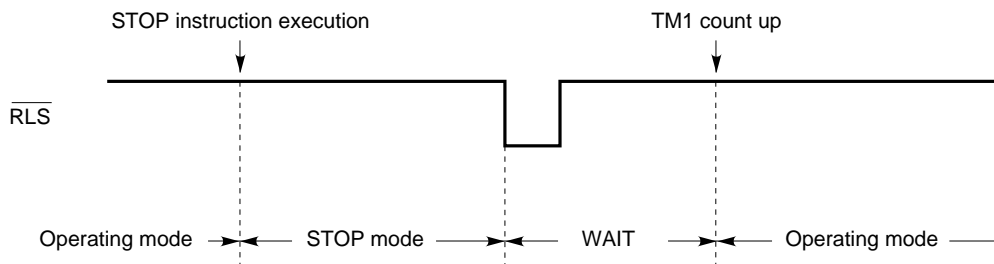 STOP instruction execution
TM1 count up
RLS
Operating mode
STOP mode
WAIT
Operating mode